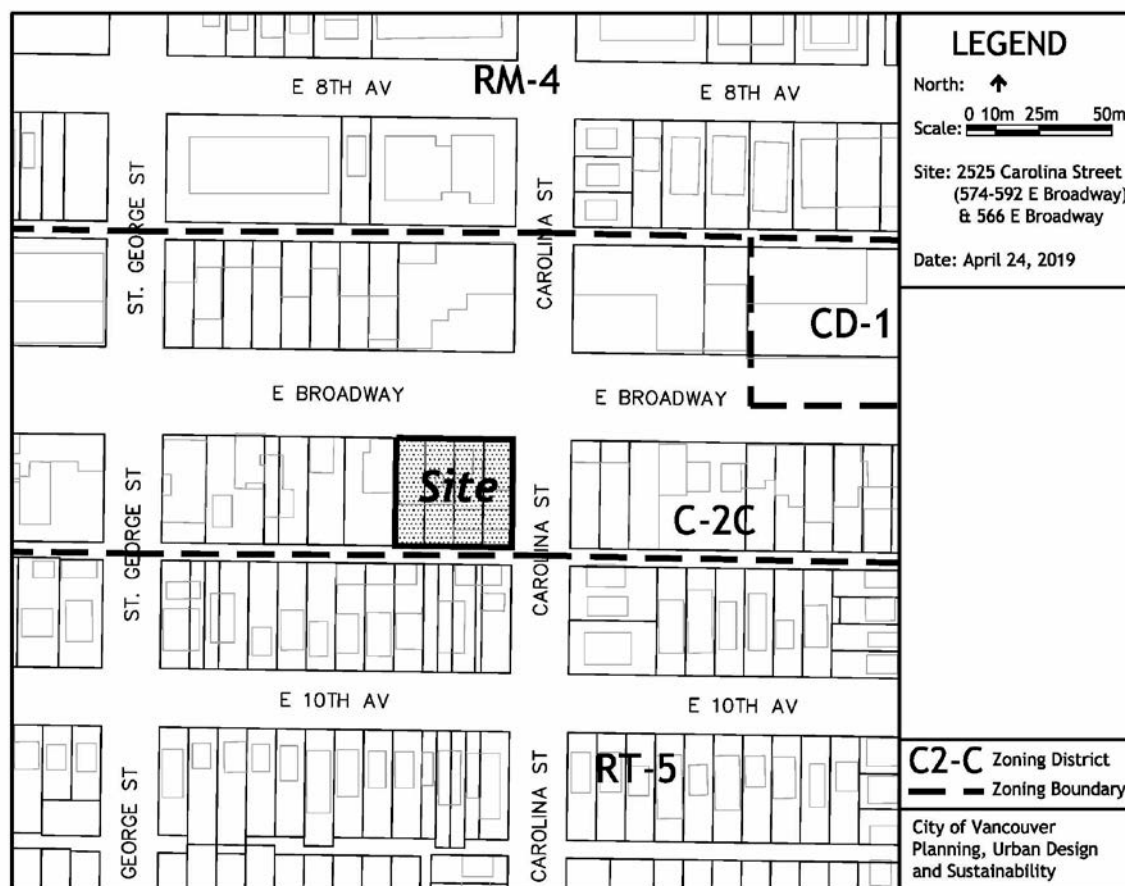 E 8TH AV
RM-4
E 8TH AV
ST. GEORGE ST
CAROLINA ST
CD-1
E BROADWAY
E BROADWAY
Site
ST. GEORGE ST
CAROLINA ST
C-2C
E 10TH AV
E 10TH AV
GEORGE ST
CAROLINA ST
RT-5
LEGEND
North:
Scale: 0 10m 25m 50m
Site: 2525 Carolina Street
(574-592 E Broadway)
& 566 E Broadway
Date: April 24, 2019
C2-C Zoning District
Zoning Boundary
City of Vancouver
Planning, Urban Design
and Sustainability